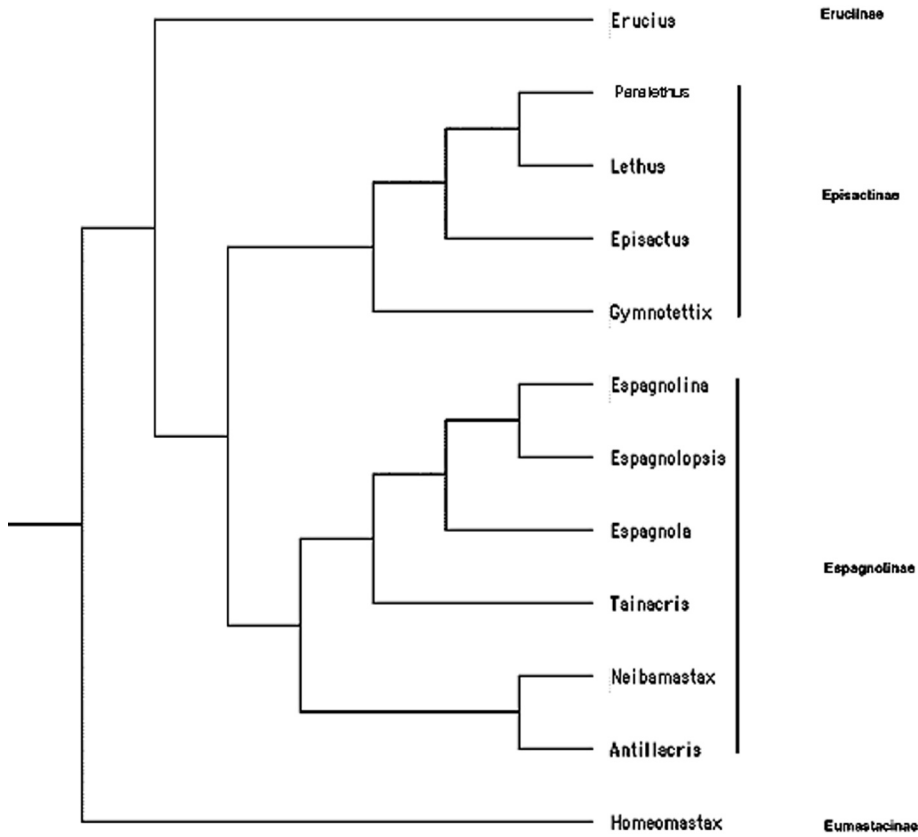 Erucius
Eruciinae
Paralethus
Lethus
Episactinae
Episactus
Gymnotettix
Espagnolina
Espagnolopsis
Espagnola
Espagnolinae
Tainacris
Neibamastax
Antillacris
Homeomastax
Eumastacinae